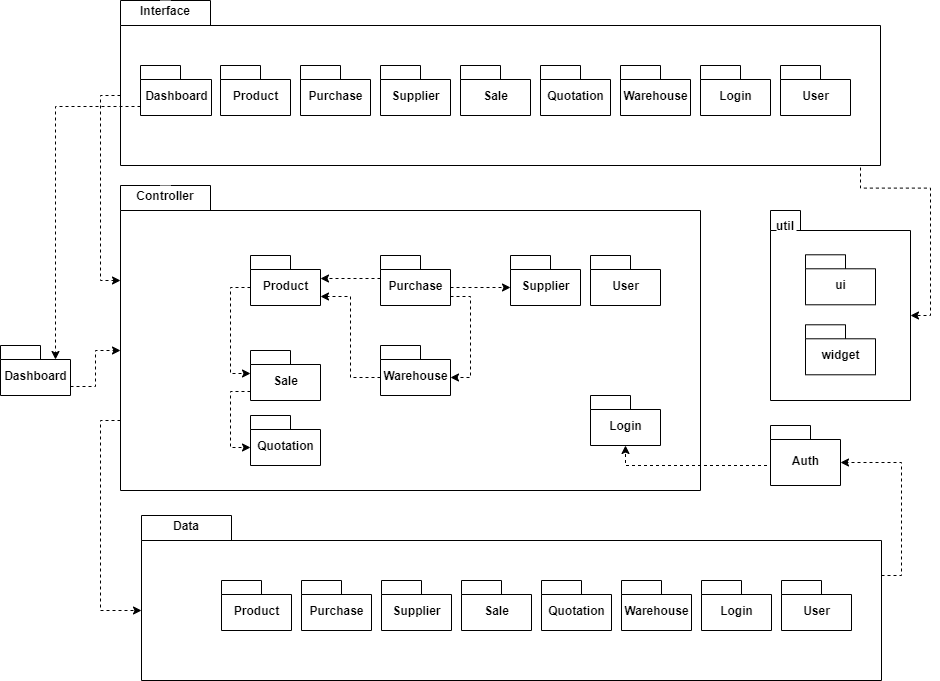 Interface
Dashboard
Product
Purchase
Supplier
Sale
Quotation
Warehouse
Login
User
Controller
Product
Purchase
Supplier
User
Sale
Warehouse
Quotation
Login
util
ui
widget
Dashboard
Auth
Data
Product
Purchase
Supplier
Sale
Quotation
Warehouse
Login
User